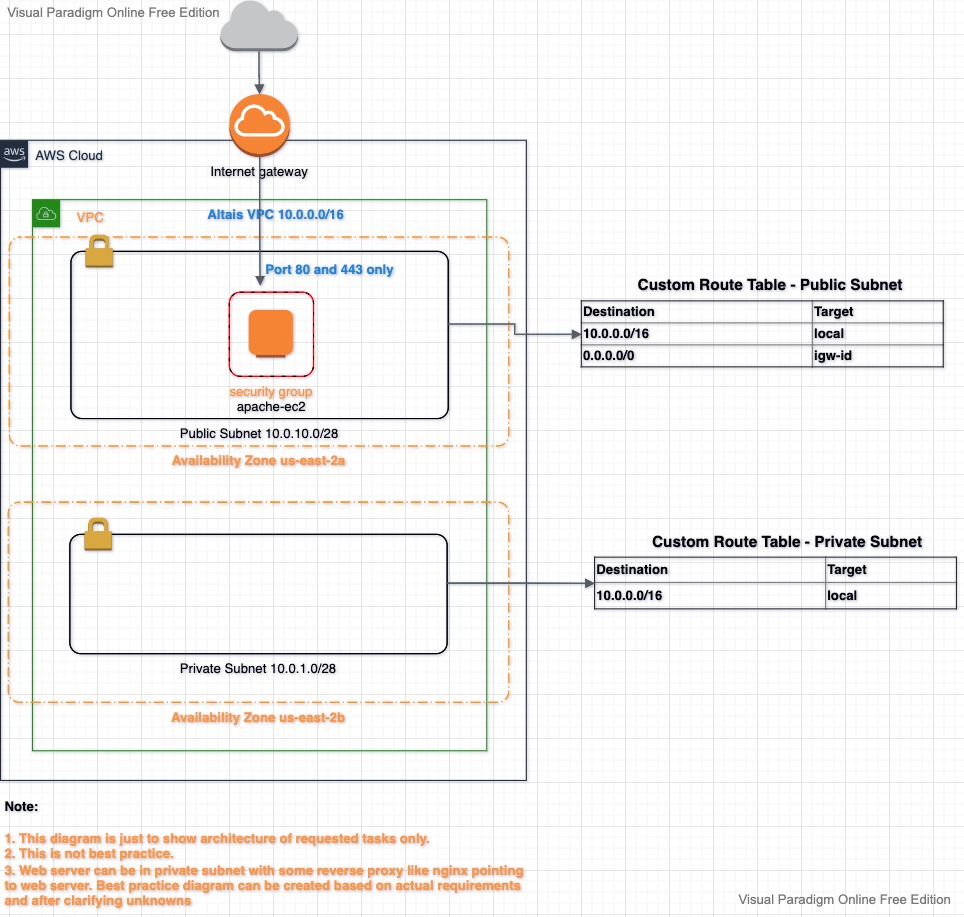 Visual Paradigm Online Free Edition
aws
AWS Cloud
Internet gateway
VPC
Altais VPC 10.0.0.0/16
Port 80 and 443 only
security group
apache-ec2
Public Subnet 10.0.10.0/28
Availability Zone us-east-2a
Custom Route Table - Public Subnet
Destination Target
10.0.0.0/16 local
0.0.0.0/0 igw-id
Private Subnet 10.0.1.0/28
Availability Zone us-east-2b
Custom Route Table - Private Subnet
Destination Target
10.0.0.0/16 local
Note:
1. This diagram is just to show architecture of requested tasks only.
2. This is not best practice.
3. Web server can be in private subnet with some reverse proxy like nginx pointing
to web server. Best practice diagram can be created based on actual requirements
and after clarifying unknowns
Visual Paradigm Online Free Edition